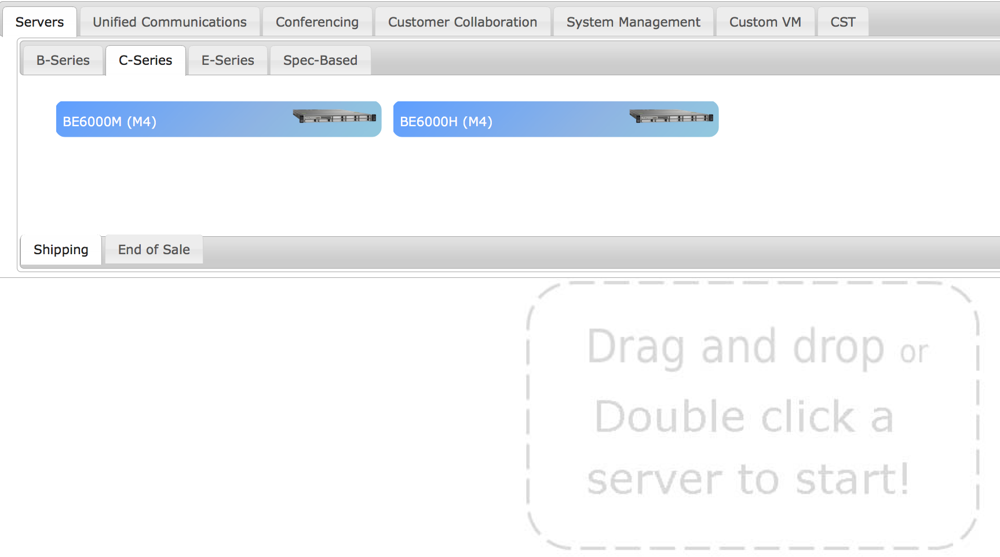 Servers Unified Communications Conferencing Customer Collaboration System Management Custom VM CST
B-Series C-Series E-Series Spec-Based
BE6000M (M4) BE6000H (M4)
Shipping End of Sale
Drag and drop or
Double click a
server to start!